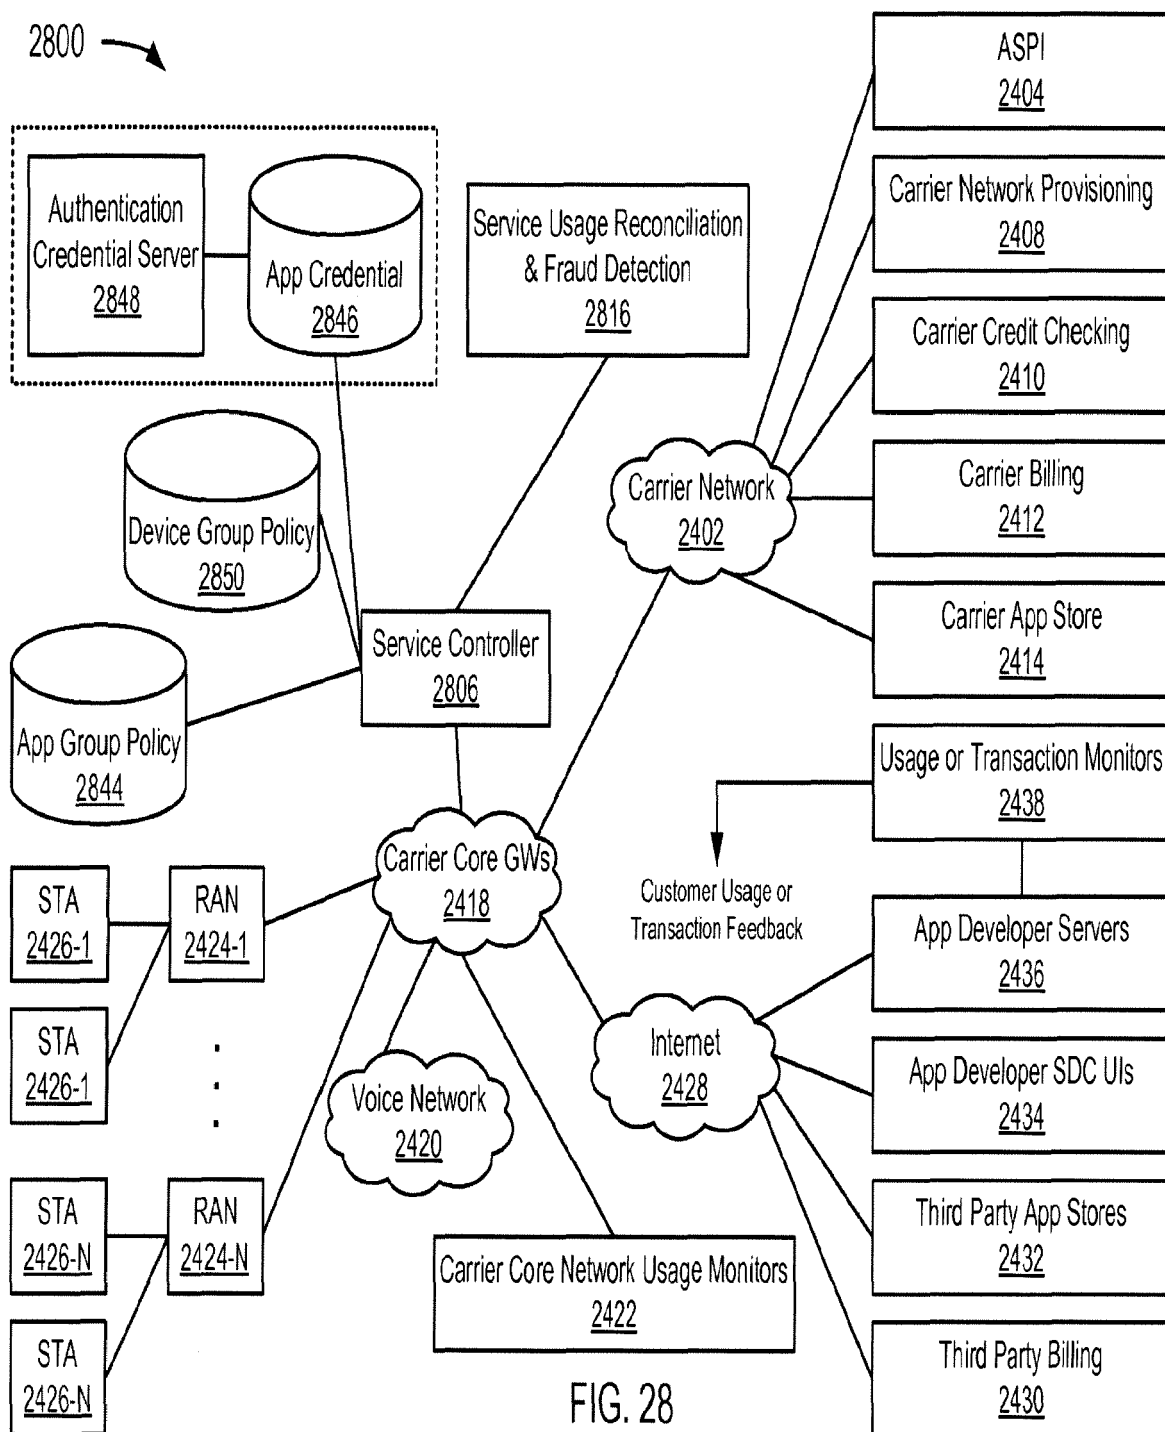 2800
ASPI
2404
Authentication
Credential Server
2848
App Credential
2846
Service Usage Reconciliation
& Fraud Detection
2816
Carrier Network Provisioning
2408
Carrier Credit Checking
2410
Carrier Network
2402
Carrier Billing
2412
Device Group Policy
2850
Carrier App Store
2414
Service Controller
2806
App Group Policy
2844
Usage or Transaction Monitors
2438
Carrier Core GWs
2418
Customer Usage or
Transaction Feedback
STA
2426-1
RAN
2424-1
App Developer Servers
2436
STA
2426-1
Internet
2428
App Developer SDC UIs
2434
Voice Network
2420
STA
2426-N
RAN
2424-N
Third Party App Stores
2432
Carrier Core Network Usage Monitors
2422
STA
2426-N
Third Party Billing
2430
FIG. 28